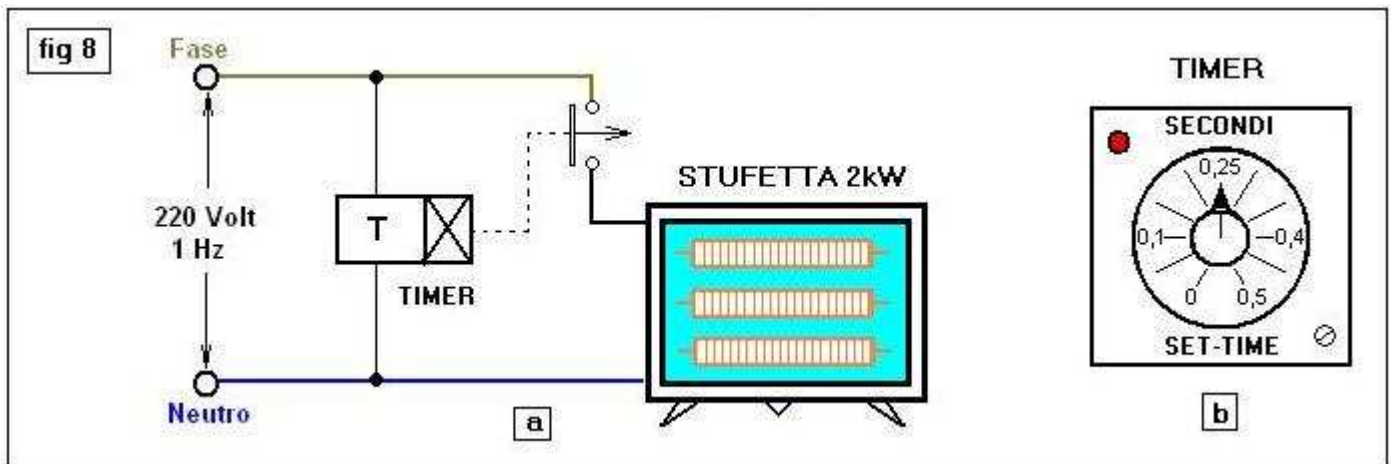 fig 8
Fase
220 Volt
1 Hz
Neutro
T
TIMER
STUFETTA 2kW
a
TIMER
SECONDI
0,25
0,1
0,4
0
0,5
SET-TIME
b